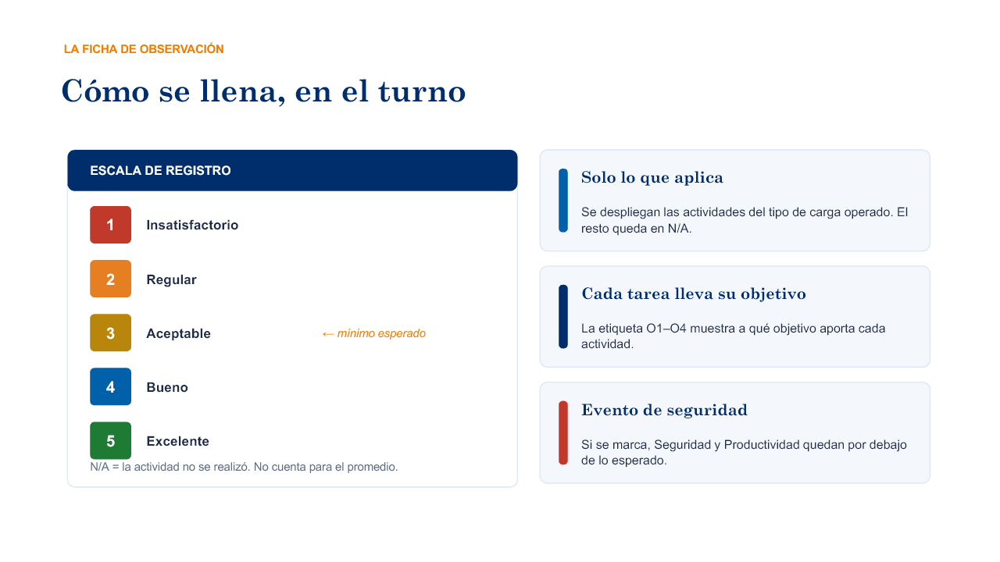 LA FICHA DE OBSERVACIÓN
Cómo se llena, en el turno
ESCALA DE REGISTRO
1 Insatisfactorio
2 Regular
3 Aceptable ← mínimo esperado
4 Bueno
5 Excelente
N/A = la actividad no se realizó. No cuenta para el promedio.
Solo lo que aplica
Se despliegan las actividades del tipo de carga operado. El
resto queda en N/A.
Cada tarea lleva su objetivo
La etiqueta O1–O4 muestra a qué objetivo aporta cada
actividad.
Evento de seguridad
Si se marca, Seguridad y Productividad quedan por debajo
de lo esperado.